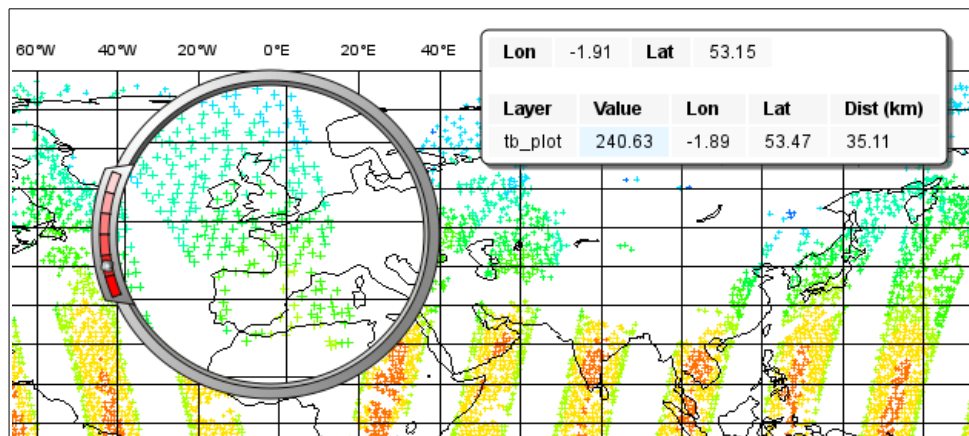 60°W 40°W 20°W 0°E 20°E 40°E
Lon -1.91 Lat 53.15
Layer Value Lon Lat Dist (km)
tb_plot 240.63 -1.89 53.47 35.11